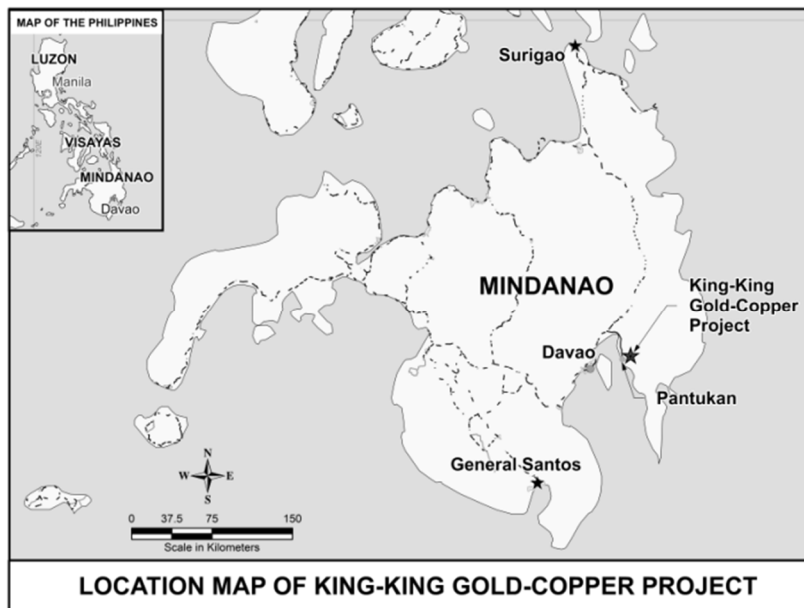 MAP OF THE PHILIPPINES
LUZON
Manila
VISAYAS
MINDANAO
Davao
Surigao
MINDANAO
King-King
Gold-Copper
Project
Davao
Pantukan
General Santos
N
W E
S
0 37.5 75 150
Scale in Kilometers
LOCATION MAP OF KING-KING GOLD-COPPER PROJECT